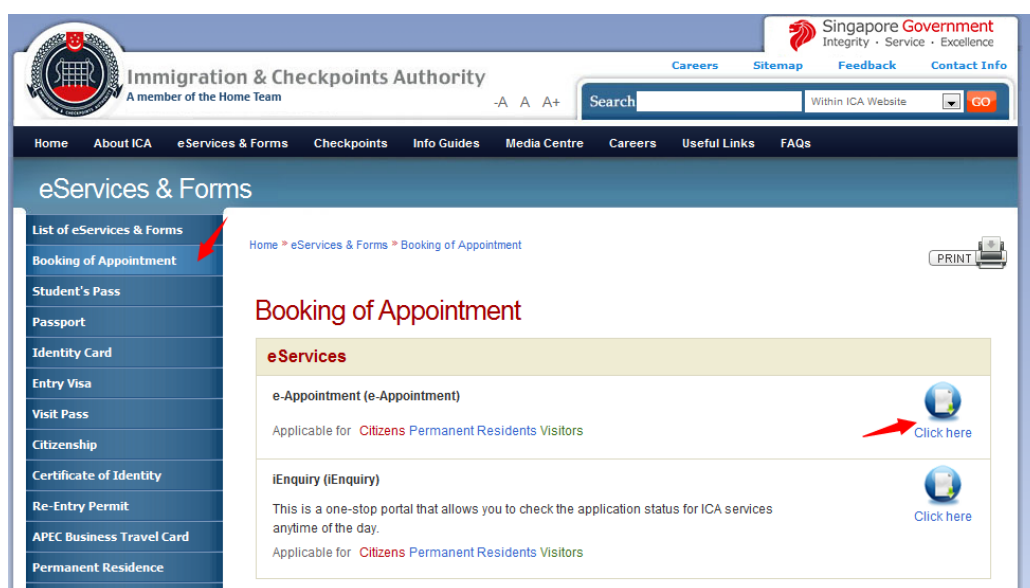 Singapore Government
Integrity · Service · Excellence
Careers Sitemap Feedback Contact Info
Immigration & Checkpoints Authority
A member of the Home Team
-A A A+
Search
Within ICA Website
GO
Home About ICA eServices & Forms Checkpoints Info Guides Media Centre Careers Useful Links FAQs
eServices & Forms
List of eServices & Forms
Booking of Appointment
Student's Pass
Passport
Identity Card
Entry Visa
Visit Pass
Citizenship
Certificate of Identity
Re-Entry Permit
APEC Business Travel Card
Permanent Residence
Home » eServices & Forms » Booking of Appointment
PRINT
Booking of Appointment
eServices
e-Appointment (e-Appointment)
Applicable for Citizens Permanent Residents Visitors
Click here
iEnquiry (iEnquiry)
This is a one-stop portal that allows you to check the application status for ICA services
anytime of the day.
Applicable for Citizens Permanent Residents Visitors
Click here